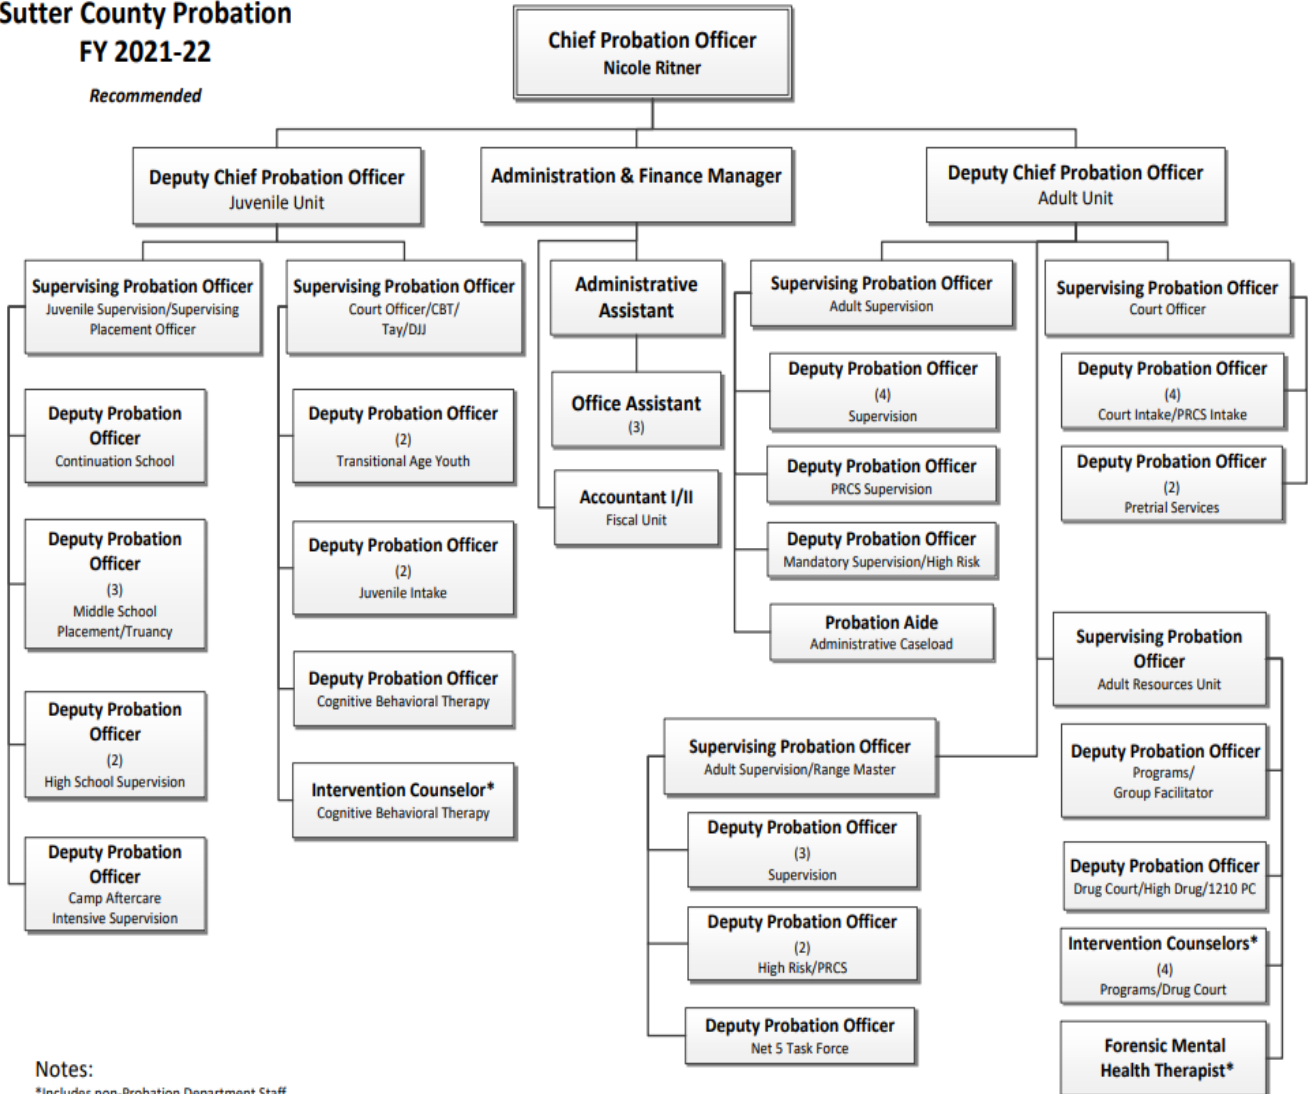 Sutter County Probation
FY 2021-22
Recommended
Chief Probation Officer
Nicole Ritner
Deputy Chief Probation Officer
Juvenile Unit
Administration & Finance Manager
Deputy Chief Probation Officer
Adult Unit
Supervising Probation Officer
Juvenile Supervision/Supervising
Placement Officer
Deputy Probation
Officer
Continuation School
Deputy Probation
Officer
(3)
Middle School
Placement/Truancy
Deputy Probation
Officer
(2)
High School Supervision
Deputy Probation
Officer
Camp Aftercare
Intensive Supervision
Supervising Probation Officer
Court Officer/CBT/
Tay/DJJ
Deputy Probation Officer
(2)
Transitional Age Youth
Deputy Probation Officer
(2)
Juvenile Intake
Deputy Probation Officer
Cognitive Behavioral Therapy
Intervention Counselor*
Cognitive Behavioral Therapy
Administrative
Assistant
Office Assistant
(3)
Accountant I/II
Fiscal Unit
Supervising Probation Officer
Adult Supervision
Deputy Probation Officer
(4)
Supervision
Deputy Probation Officer
PRCS Supervision
Deputy Probation Officer
Mandatory Supervision/High Risk
Probation Aide
Administrative Caseload
Supervising Probation Officer
Court Officer
Deputy Probation Officer
(4)
Court Intake/PRCS Intake
Deputy Probation Officer
(2)
Pretrial Services
Supervising Probation Officer
Adult Supervision/Range Master
Deputy Probation Officer
(3)
Supervision
Deputy Probation Officer
(2)
High Risk/PRCS
Deputy Probation Officer
Net 5 Task Force
Supervising Probation
Officer
Adult Resources Unit
Deputy Probation Officer
Programs/
Group Facilitator
Deputy Probation Officer
Drug Court/High Drug/1210 PC
Intervention Counselors*
(4)
Programs/Drug Court
Forensic Mental
Health Therapist*
Notes:
*Includes non-Probation Department Staff